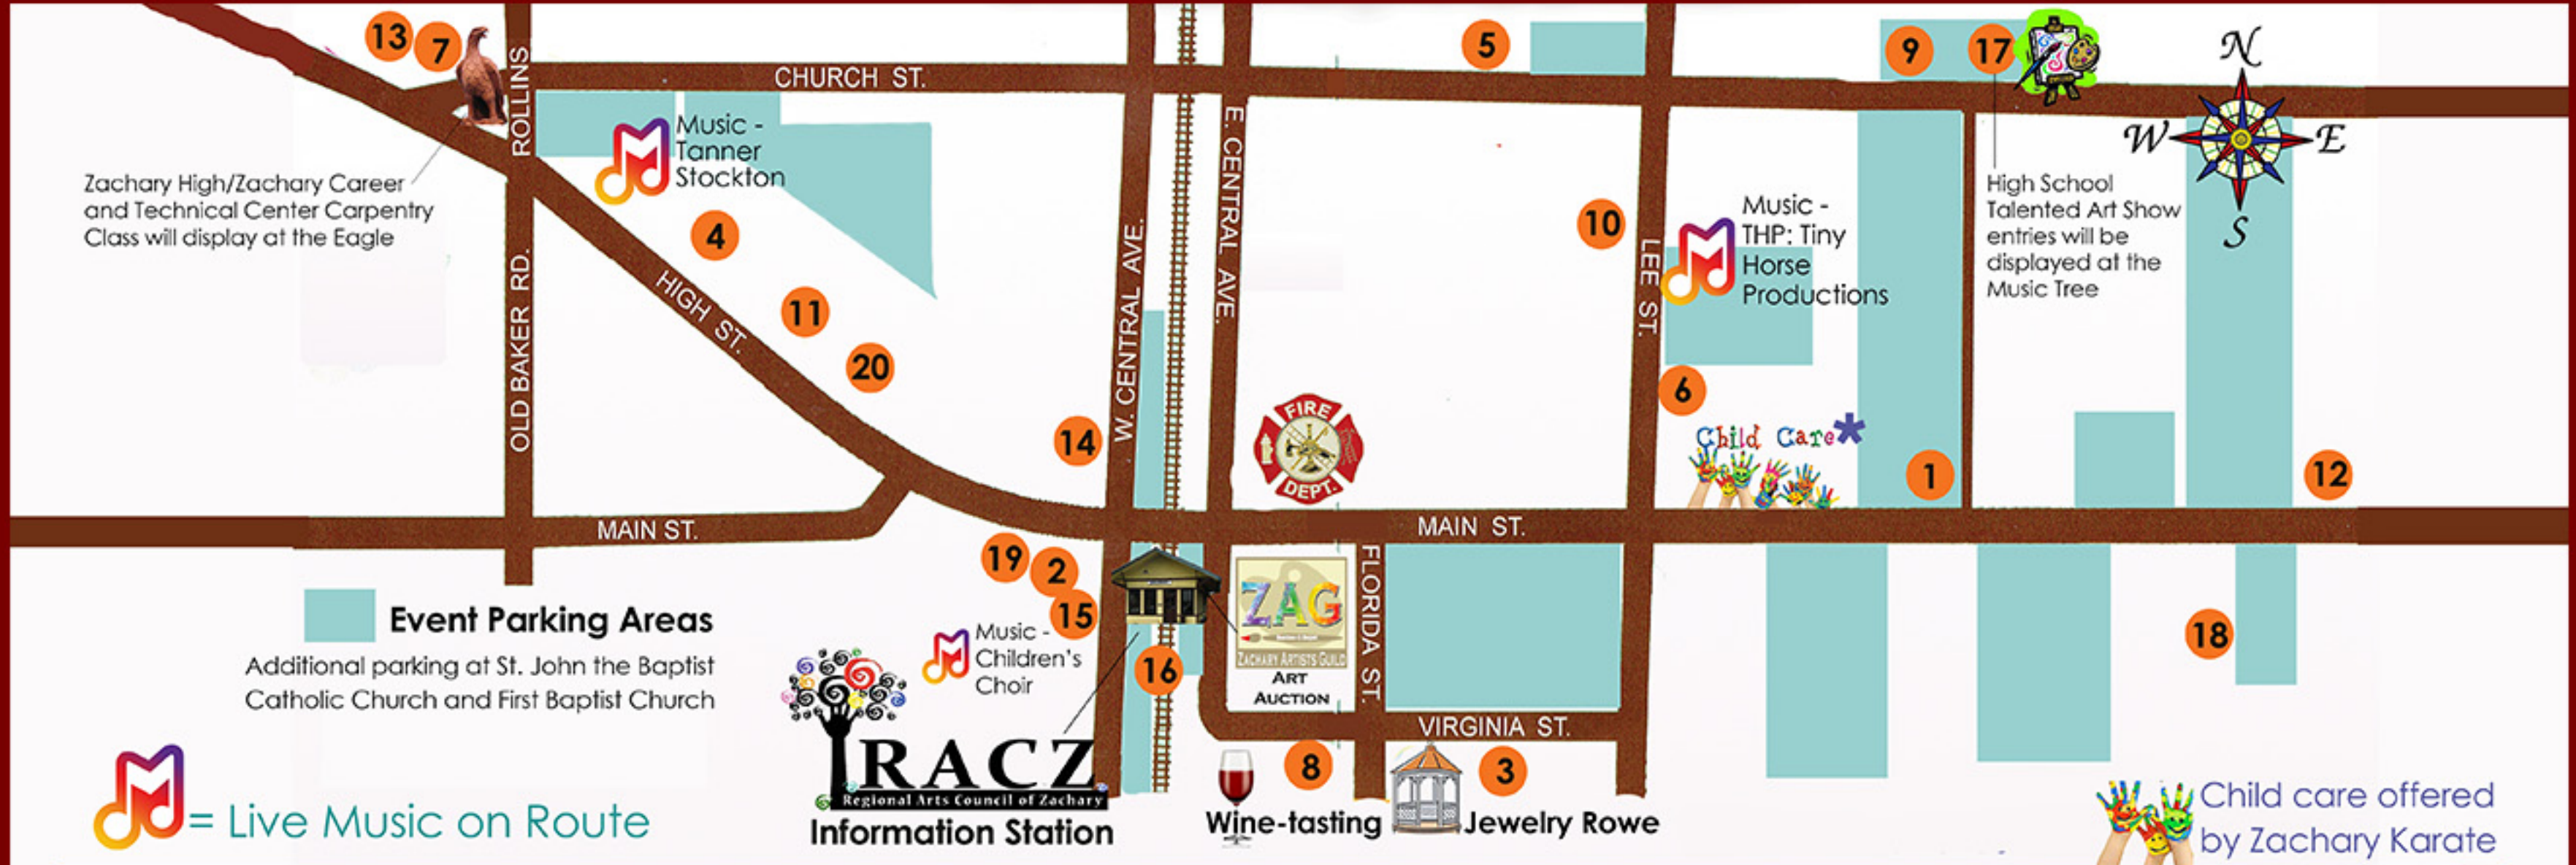 13
7
5
9
17
N
W
E
S
ROLLINS
CHURCH ST.
Music -
Tanner
Stockton
Zachary High/Zachary Career
and Technical Center Carpentry
Class will display at the Eagle
4
11
20
HIGH ST.
OLD BAKER RD.
W. CENTRAL AVE.
E. CENTRAL AVE.
14
FIRE
DEPT.
10
LEE ST.
Music -
THP: Tiny
Horse
Productions
6
Child Care*
1
High School
Talented Art Show
entries will be
displayed at the
Music Tree
12
MAIN ST.
MAIN ST.
19
2
15
Music -
Children's
Choir
16
ZAG
ZACHARY ARTISTS GUILD
ART
AUCTION
FLORIDA ST.
VIRGINIA ST.
18
Event Parking Areas
Additional parking at St. John the Baptist
Catholic Church and First Baptist Church
= Live Music on Route
RACZ
Regional Arts Council of Zachary
Information Station
8
Wine-tasting
3
Jewelry Rowe
Child care offered
by Zachary Karate